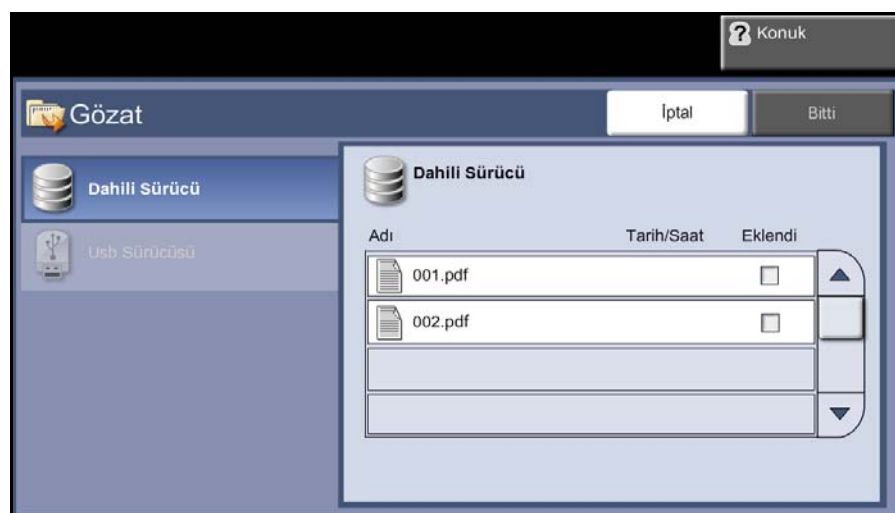 ? Konuk
Gözat
İptal
Bitti
Dahili Sürücü
Usb Sürücüsü
Dahili Sürücü
Adı Tarih/Saat Eklendi
001.pdf
002.pdf